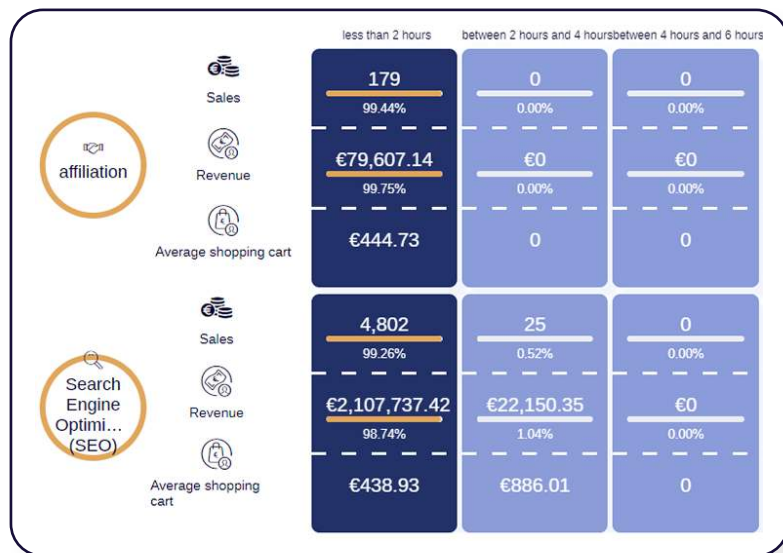 less than 2 hours
between 2 hours and 4 hours
between 4 hours and 6 hours
affiliation
Sales
179
99.44%
0
0.00%
0
0.00%
Revenue
€79,607.14
99.75%
€0
0.00%
€0
0.00%
Average shopping cart
€444.73
0
0
Search
Engine
Optimi...
(SEO)
Sales
4,802
99.26%
25
0.52%
0
0.00%
Revenue
€2,107,737.42
98.74%
€22,150.35
1.04%
€0
0.00%
Average shopping
cart
€438.93
€886.01
0